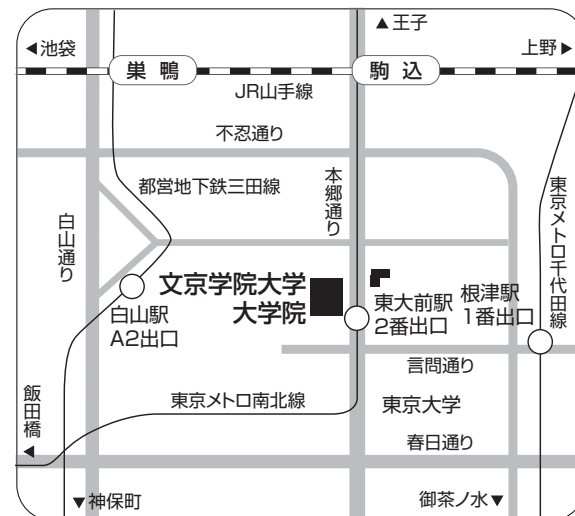 ▲王子
◀池袋
上野▶
巣鴨
駒込
JR山手線
不忍通り
都営地下鉄三田線
本郷通り
白山通り
東京メトロ千代田線
文京学院大学
大学院
白山駅
A2出口
東大前駅
2番出口
根津駅
1番出口
言問通り
飯田橋
◀
東京メトロ南北線
東京大学
春日通り
▼神保町
御茶ノ水▼